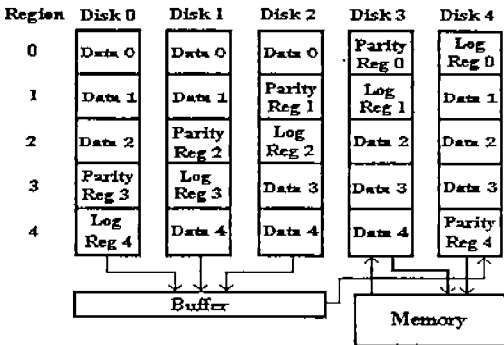 Region Disk 0 Disk 1 Disk 2 Disk 3 Disk 4
0 Data 0 Data 0 Data 0 Parity Reg 0 Log Reg 0
1 Data 1 Data 1 Parity Reg 1 Log Reg 1 Data 1
2 Data 2 Parity Reg 2 Log Reg 2 Data 2 Data 2
3 Parity Reg 3 Log Reg 3 Data 3 Data 3 Data 3
4 Log Reg 4 Data 4 Data 4 Data 4 Parity Reg 4
Buffer
Memory